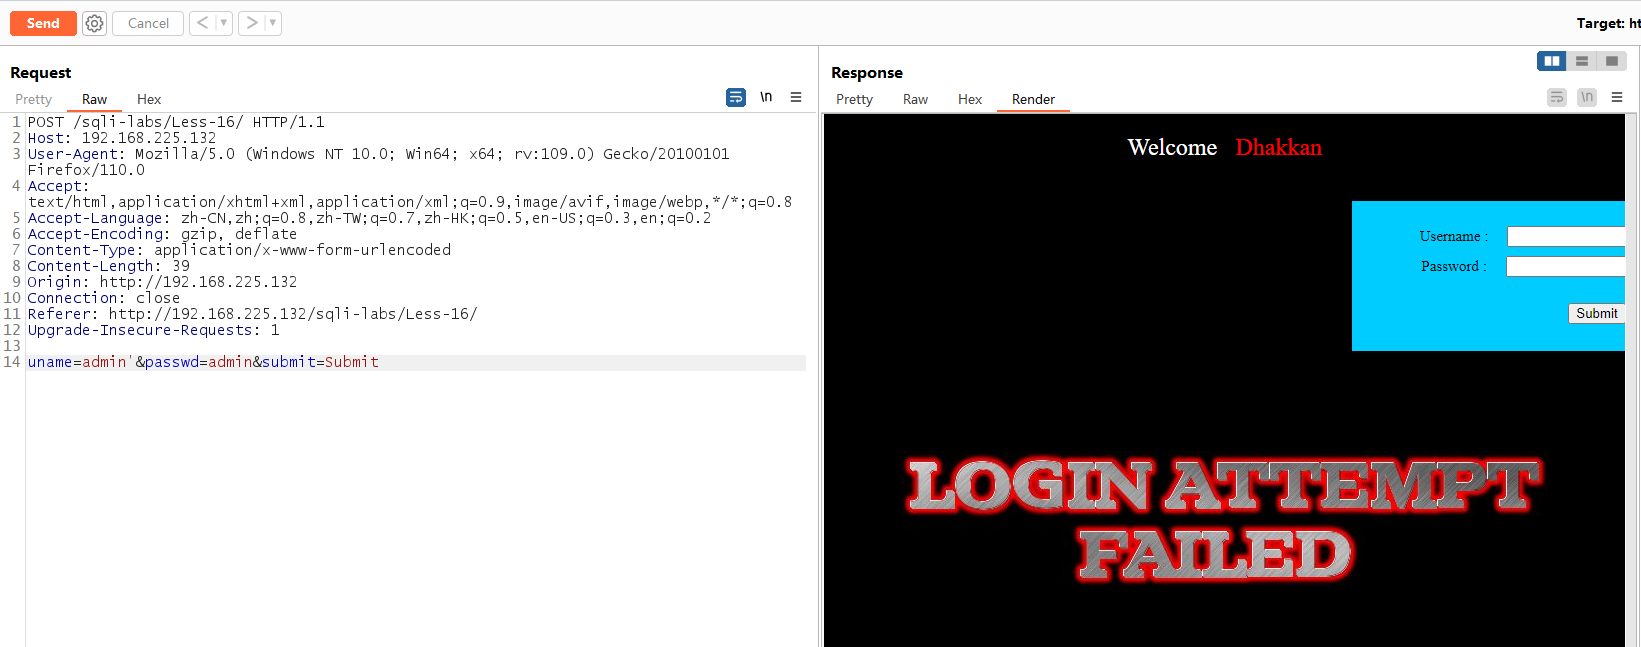 Send Cancel < > Target: ht
Request
Pretty Raw Hex \n
1 POST /sqli-labs/Less-16/ HTTP/1.1
2 Host: 192.168.225.132
3 User-Agent: Mozilla/5.0 (Windows NT 10.0; Win64; x64; rv:109.0) Gecko/20100101
Firefox/110.0
4 Accept:
text/html,application/xhtml+xml,application/xml;q=0.9,image/avif,image/webp,*/*;q=0.8
5 Accept-Language: zh-CN,zh;q=0.8,zh-TW;q=0.7,zh-HK;q=0.5,en-US;q=0.3,en;q=0.2
6 Accept-Encoding: gzip, deflate
7 Content-Type: application/x-www-form-urlencoded
8 Content-Length: 39
9 Origin: http://192.168.225.132
10 Connection: close
11 Referer: http://192.168.225.132/sqli-labs/Less-16/
12 Upgrade-Insecure-Requests: 1
13
14 uname=admin'&passwd=admin&submit=Submit
Response
Pretty Raw Hex Render \n
Welcome Dhakkan
Username :
Password :
Submit
LOGIN ATTEMPT
FAILED